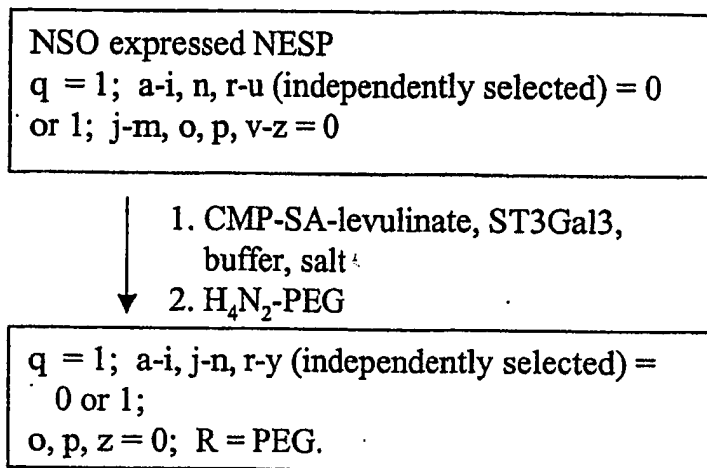 NSO expressed NESP
q = 1; a-i, n, r-u (independently selected) = 0
or 1; j-m, o, p, v-z = 0
1. CMP-SA-levulinate, ST3Gal3,
buffer, salt
2. H₄N₂-PEG
q = 1; a-i, j-n, r-y (independently selected) =
0 or 1;
o, p, z = 0; R = PEG.